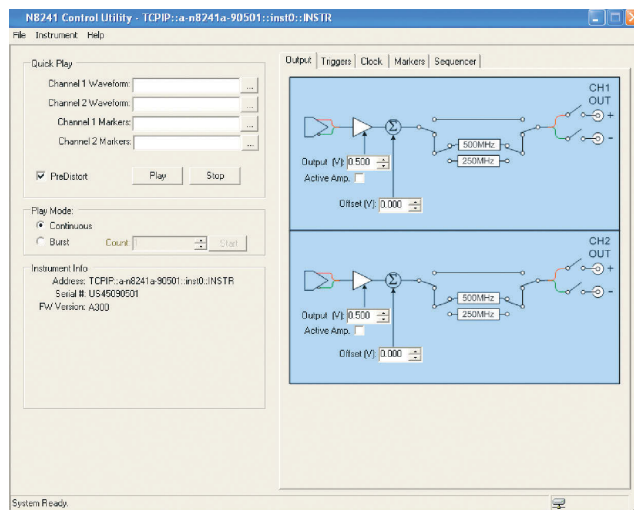 N8241 Control Utility - TCPIP::a-n8241a-90501::inst0::INSTR
File Instrument Help
Quick Play
Channel 1 Waveform: ...
Channel 2 Waveform: ...
Channel 1 Markers: ...
Channel 2 Markers: ...
PreDistort Play Stop
Play Mode:
Continuous
Burst Count 1 Start
Instrument Info
Address: TCPIP::a-n8241a-90501::inst0::INSTR
Serial #: US45090501
FW Version: A300
Output Triggers Clock Markers Sequencer
CH1
OUT
+
-
Σ
500MHz
250MHz
Output (V): 0.500
Active Amp.
Offset (V): 0.000
CH2
OUT
+
-
Σ
500MHz
250MHz
Output (V): 0.500
Active Amp.
Offset (V): 0.000
System Ready.